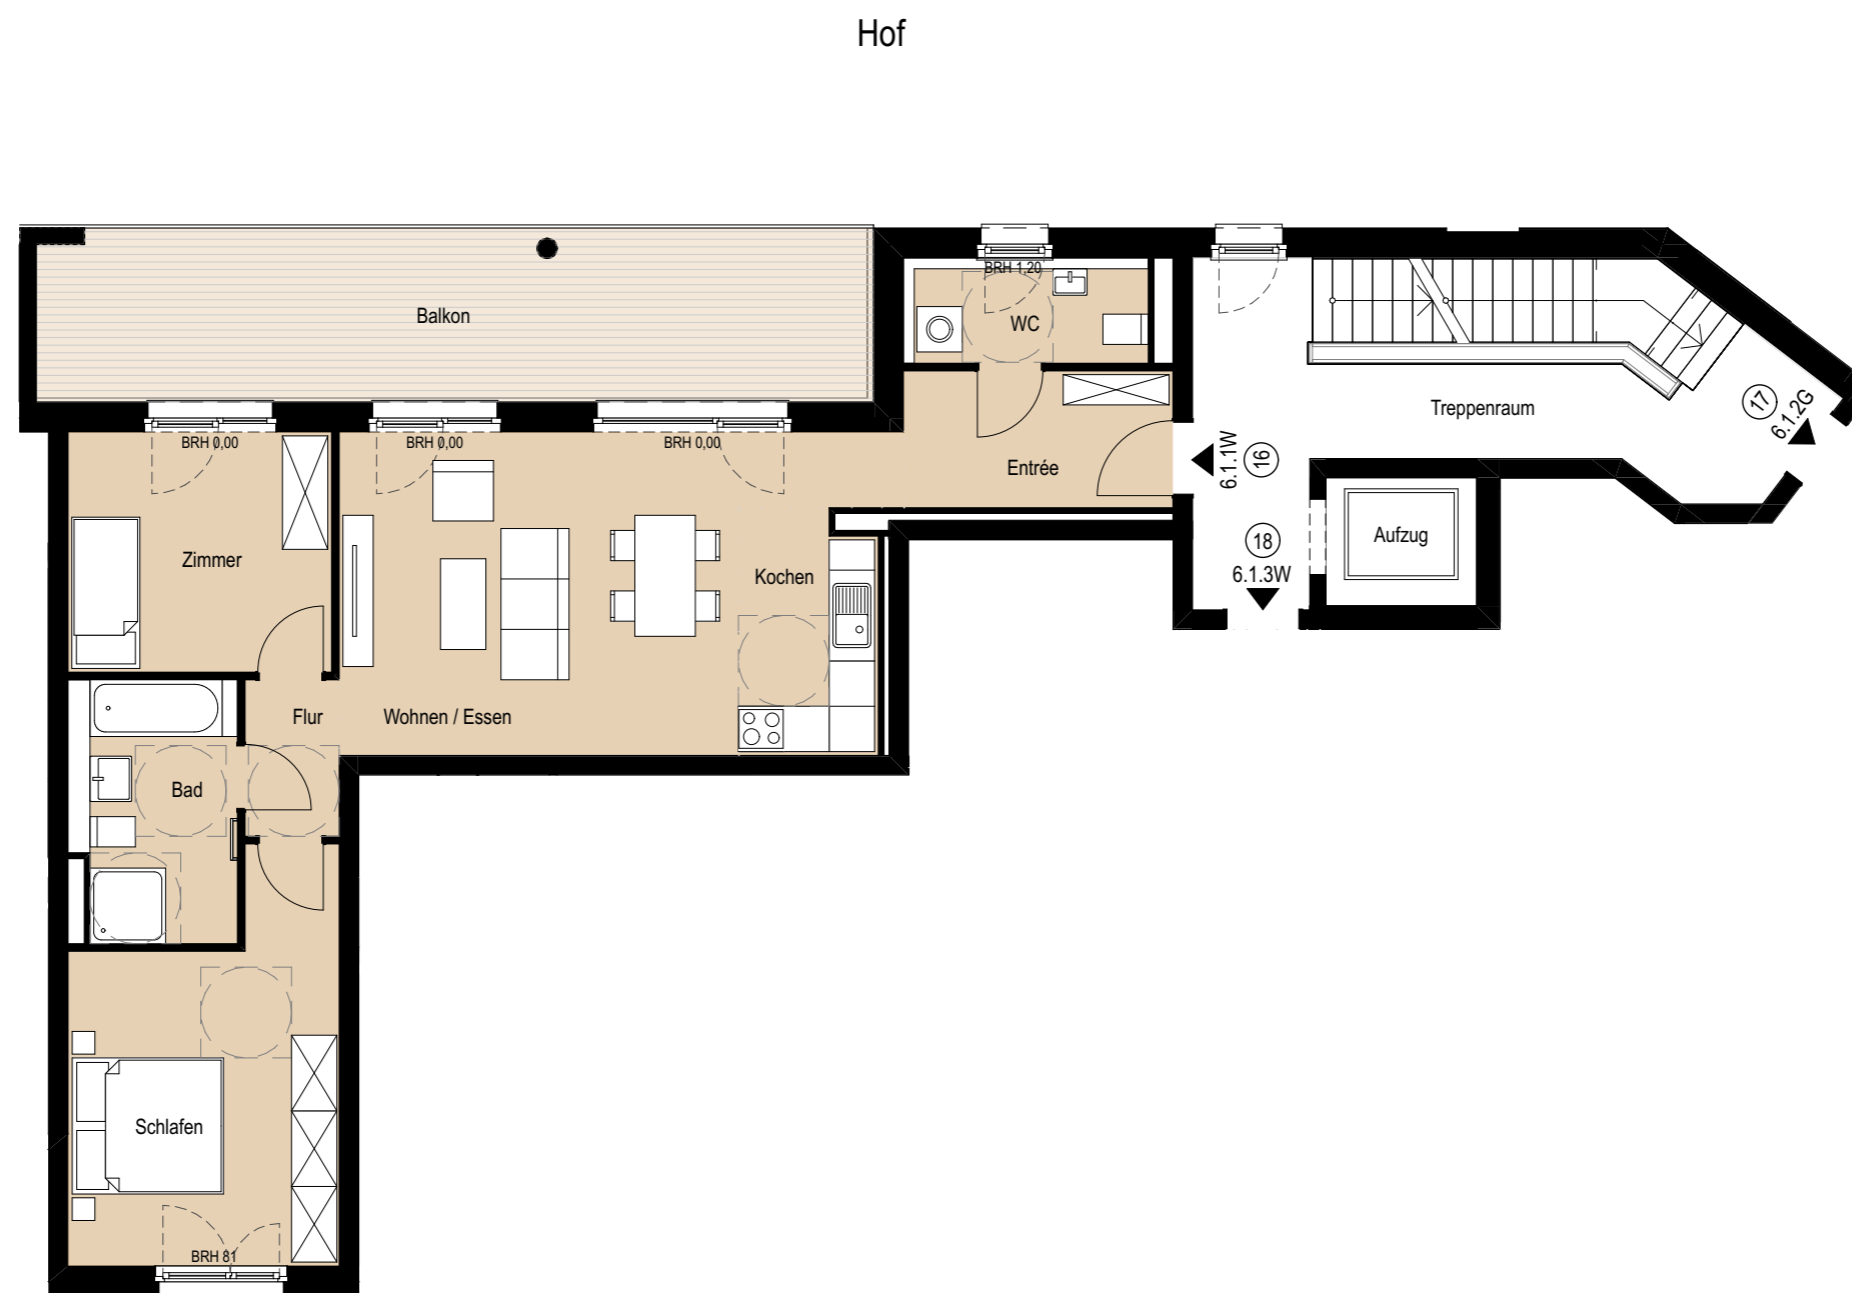 Hof
BRH 1,20
WC
Balkon
Treppenraum
17
6.1.2G
BRH 0,00
BRH 0,00
BRH 0,00
Entrée
6.1.1W
16
Zimmer
Kochen
18
6.1.3W
Aufzug
Flur
Wohnen / Essen
Bad
Schlafen
BRH 81